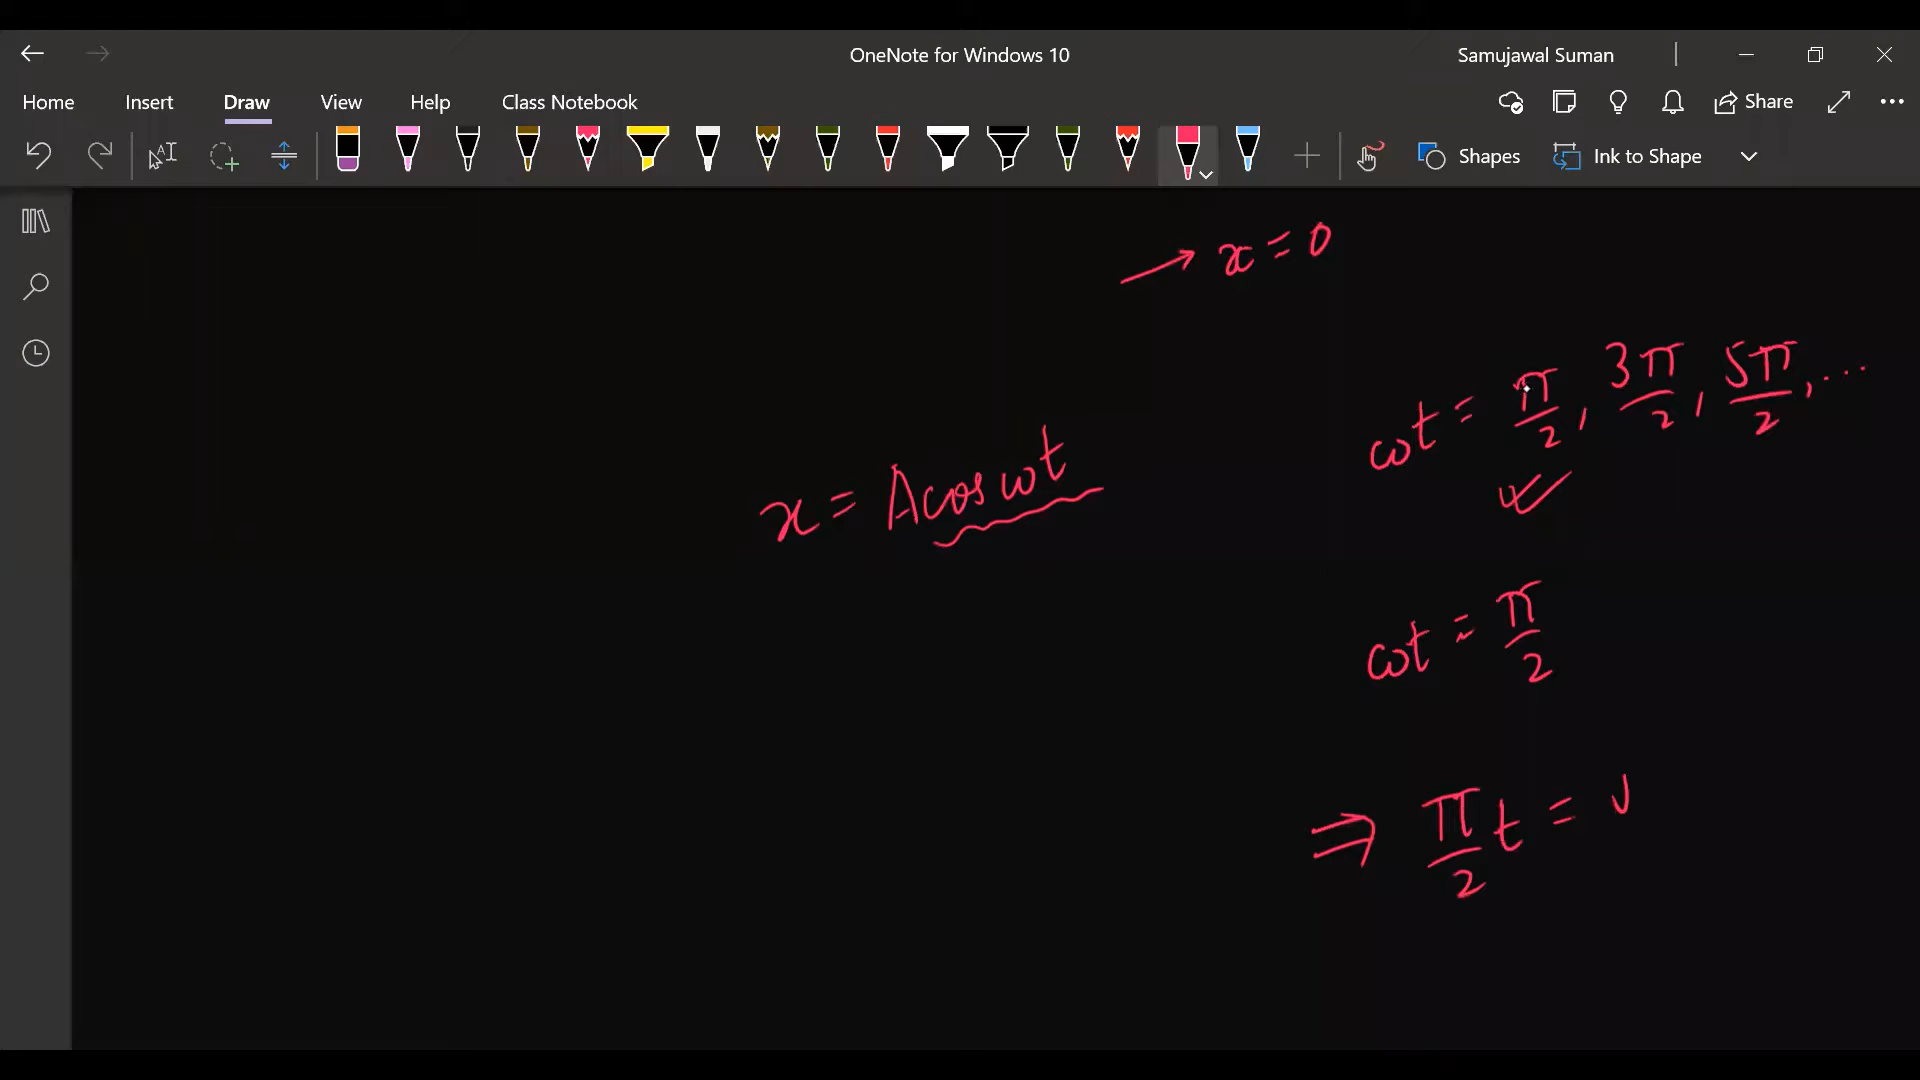 OneNote for Windows 10
Samujawal Suman
Home Insert Draw View Help Class Notebook
Share
Shapes
Ink to Shape
→ x = 0
ωt = π/2, 3π/2, 5π/2, ...
x = A cos ωt
ωt = π/2
⇒ π/2 t =